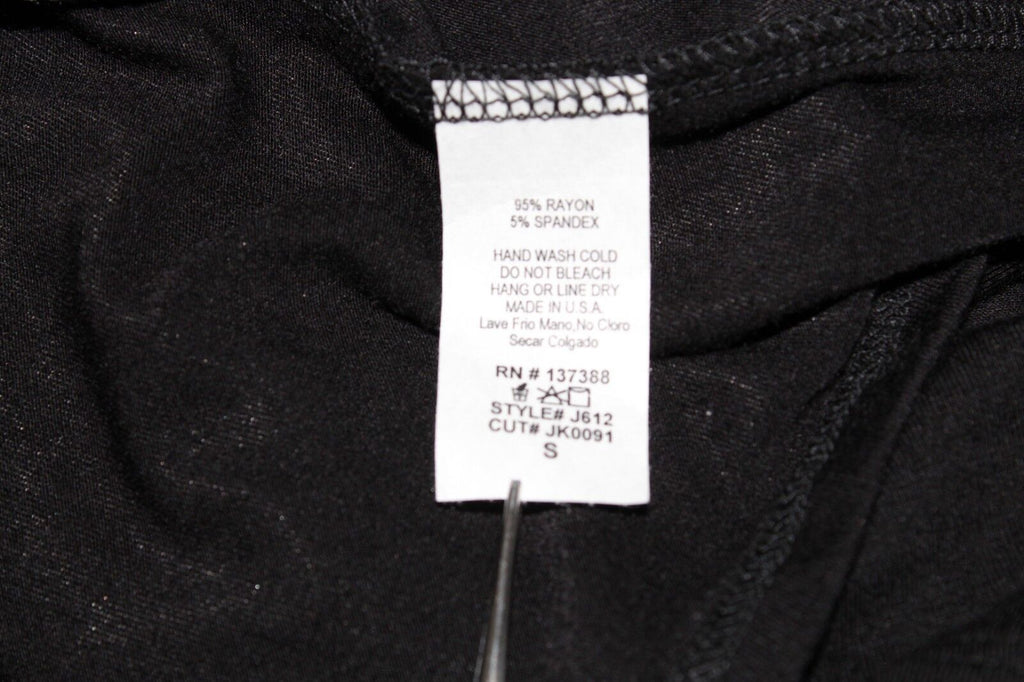 95% RAYON
5% SPANDEX
HAND WASH COLD
DO NOT BLEACH
HANG OR LINE DRY
MADE IN U.S.A.
Lave Frio Mano,No Cloro
Secar Colgado
RN # 137388
STYLE# J612
CUT# JK0091
S